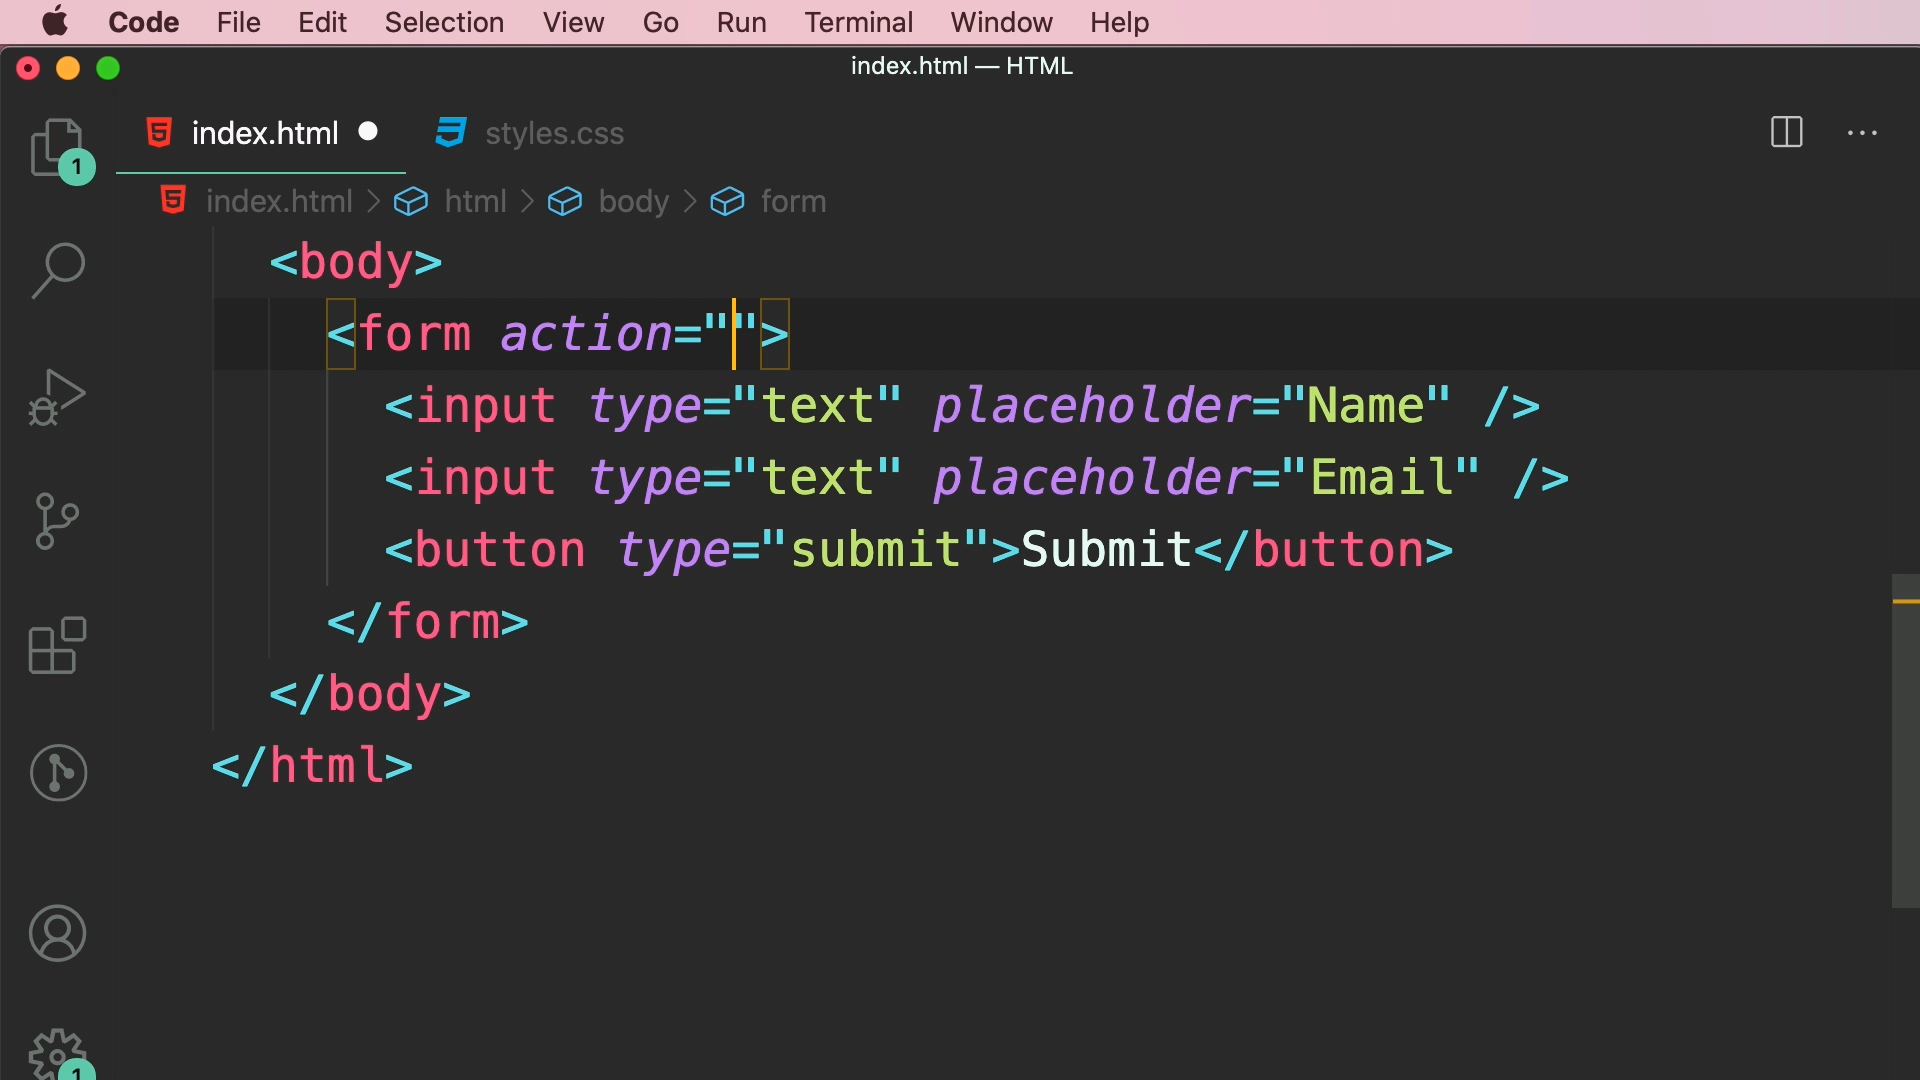 Code File Edit Selection View Go Run Terminal Window Help
index.html — HTML
index.html styles.css
1
index.html > html > body > form
<body>
<form action="">
<input type="text" placeholder="Name" />
<input type="text" placeholder="Email" />
<button type="submit">Submit</button>
</form>
</body>
</html>
1